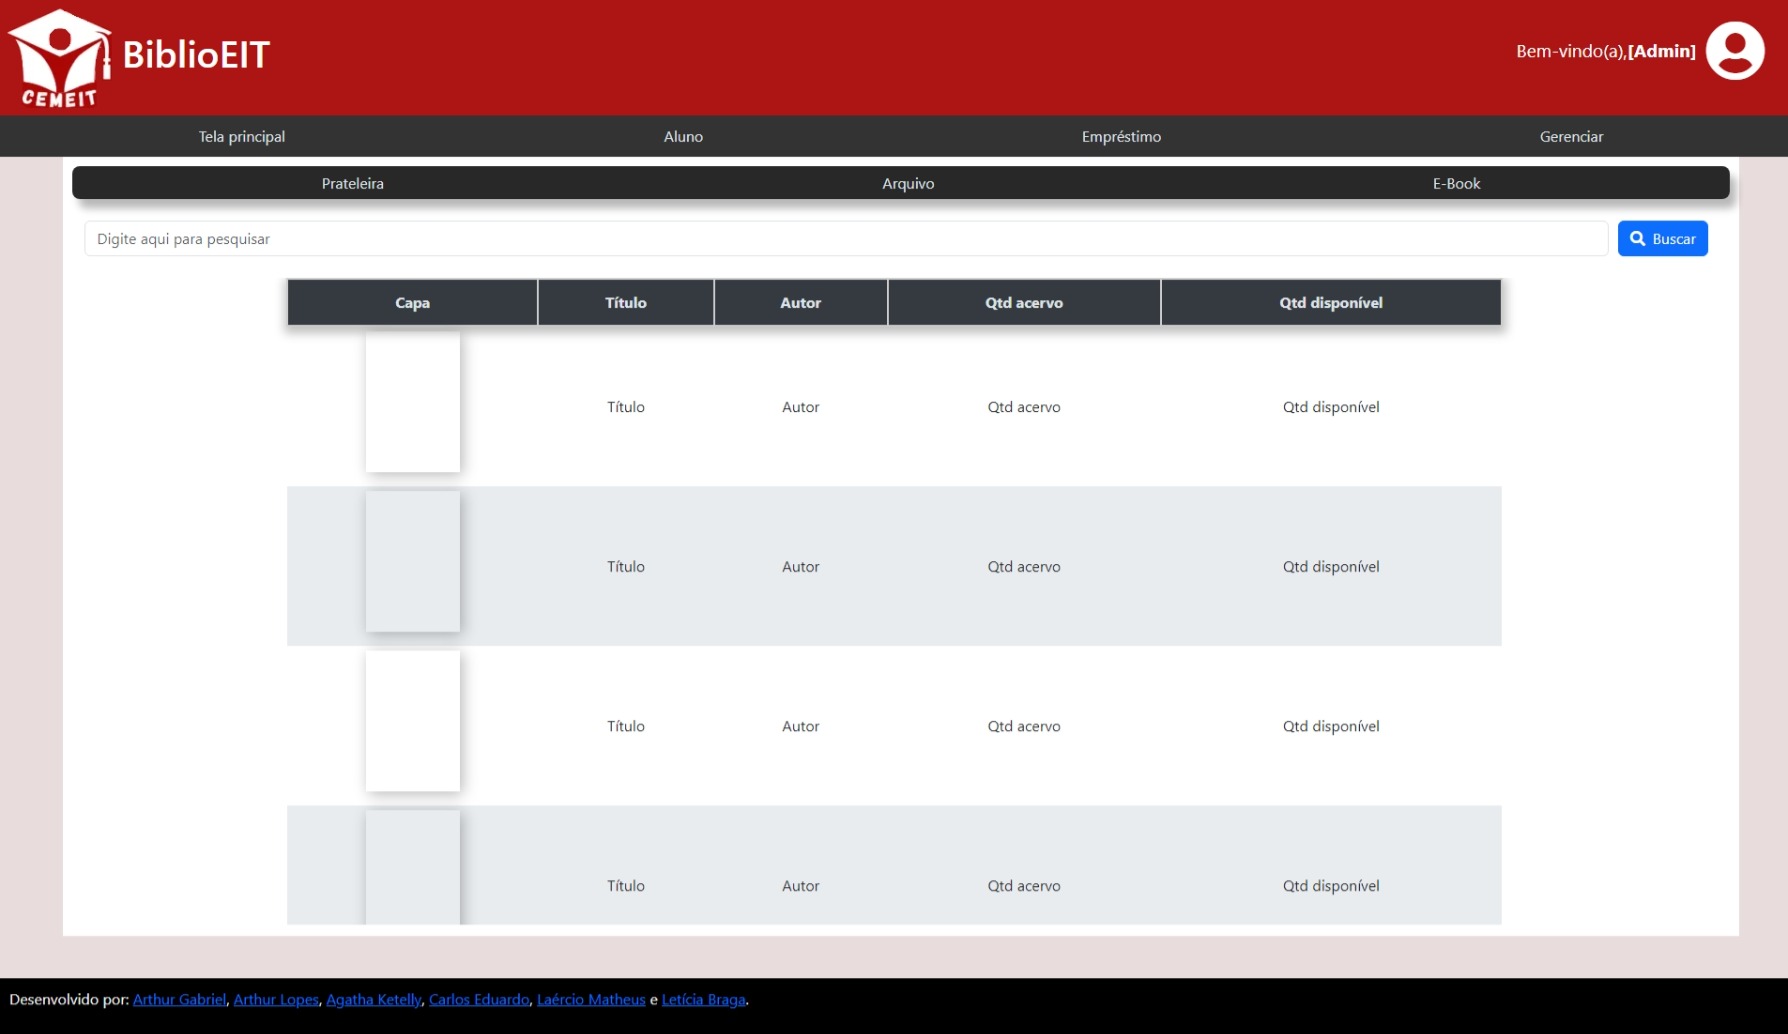 BiblioEIT
CEMEIT
Bem-vindo(a),[Admin]
Tela principal Aluno Empréstimo Gerenciar
Prateleira Arquivo E-Book
Digite aqui para pesquisar Buscar
Capa Título Autor Qtd acervo Qtd disponível
Título Autor Qtd acervo Qtd disponível
Título Autor Qtd acervo Qtd disponível
Título Autor Qtd acervo Qtd disponível
Título Autor Qtd acervo Qtd disponível
Desenvolvido por: Arthur Gabriel, Arthur Lopes, Agatha Ketelly, Carlos Eduardo, Laércio Matheus e Letícia Braga.